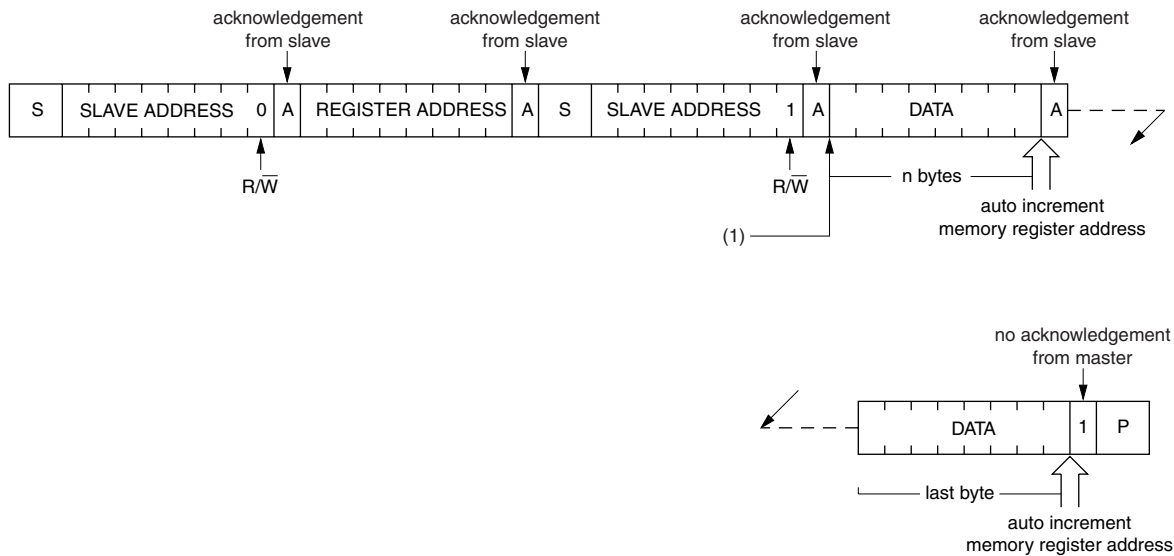 acknowledgement from slave
acknowledgement from slave
acknowledgement from slave
acknowledgement from slave
S SLAVE ADDRESS 0 A REGISTER ADDRESS A S SLAVE ADDRESS 1 A DATA A
R/W̅
R/W̅
n bytes
(1)
auto increment
memory register address
no acknowledgement
from master
DATA 1 P
last byte
auto increment
memory register address